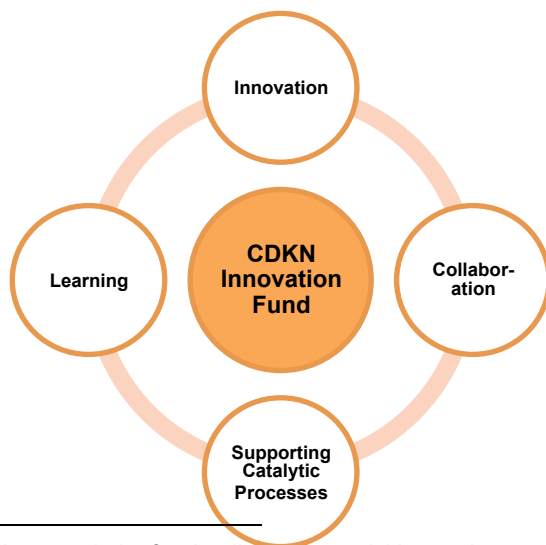 Innovation
CDKN
Innovation
Fund
Learning
Collabor-
ation
Supporting
Catalytic
Processes